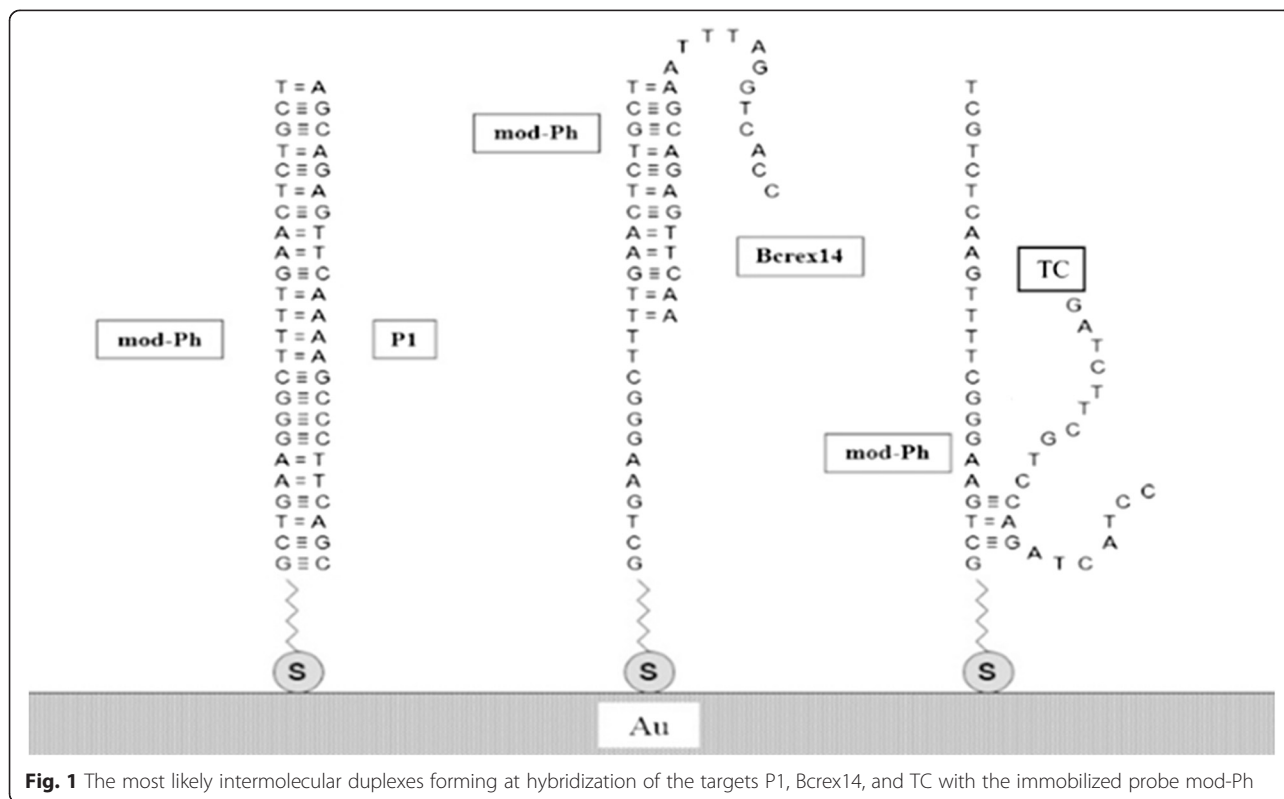 T = A
C ≡ G
G ≡ C
T = A
C ≡ G
T = A
C ≡ G
A = T
A = T
G ≡ C
T = A
T = A
T = A
T = A
C ≡ G
G ≡ C
G ≡ C
G ≡ C
A = T
A = T
G ≡ C
T = A
C ≡ G
G ≡ C
mod-Ph
P1
S
A T T T A G G T C A C C
T = A
C ≡ G
G ≡ C
T = A
C ≡ G
T = A
C ≡ G
A = T
A = T
G ≡ C
T = A
T = A
T
T
C
G
G
G
A
A
G
T
C
G
mod-Ph
Bcrex14
S
T
C
G
T
C
T
C
A
A
G
T
T
T
T
C
G
G
G
A
A
G ≡ C
T = A
C ≡ G
G
mod-Ph
TC
G A T C T T C G T C
A T C A T C C
S
Au
Fig. 1 The most likely intermolecular duplexes forming at hybridization of the targets P1, Bcrex14, and TC with the immobilized probe mod-Ph